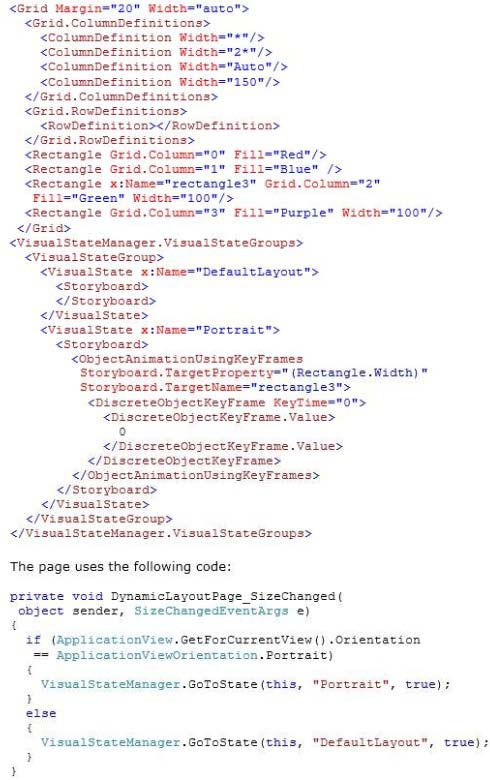 <Grid Margin="20" Width="auto">
<Grid.ColumnDefinitions>
<ColumnDefinition Width="*"/>
<ColumnDefinition Width="2*"/>
<ColumnDefinition Width="Auto"/>
<ColumnDefinition Width="150"/>
</Grid.ColumnDefinitions>
<Grid.RowDefinitions>
<RowDefinition></RowDefinition>
</Grid.RowDefinitions>
<Rectangle Grid.Column="0" Fill="Red"/>
<Rectangle Grid.Column="1" Fill="Blue" />
<Rectangle x:Name="rectangle3" Grid.Column="2"
Fill="Green" Width="100"/>
<Rectangle Grid.Column="3" Fill="Purple" Width="100"/>
</Grid>
<VisualStateManager.VisualStateGroups>
<VisualStateGroup>
<VisualState x:Name="DefaultLayout">
<Storyboard>
</Storyboard>
</VisualState>
<VisualState x:Name="Portrait">
<Storyboard>
<ObjectAnimationUsingKeyFrames
Storyboard.TargetProperty="(Rectangle.Width)"
Storyboard.TargetName="rectangle3">
<DiscreteObjectKeyFrame KeyTime="0">
<DiscreteObjectKeyFrame.Value>
0
</DiscreteObjectKeyFrame.Value>
</DiscreteObjectKeyFrame>
</ObjectAnimationUsingKeyFrames>
</Storyboard>
</VisualState>
</VisualStateGroup>
</VisualStateManager.VisualStateGroups>
The page uses the following code:
private void DynamicLayoutPage_SizeChanged(
object sender, SizeChangedEventArgs e)
{
if (ApplicationView.GetForCurrentView().Orientation
== ApplicationViewOrientation.Portrait)
{
VisualStateManager.GoToState(this, "Portrait", true);
}
else
{
VisualStateManager.GoToState(this, "DefaultLayout", true);
}
}